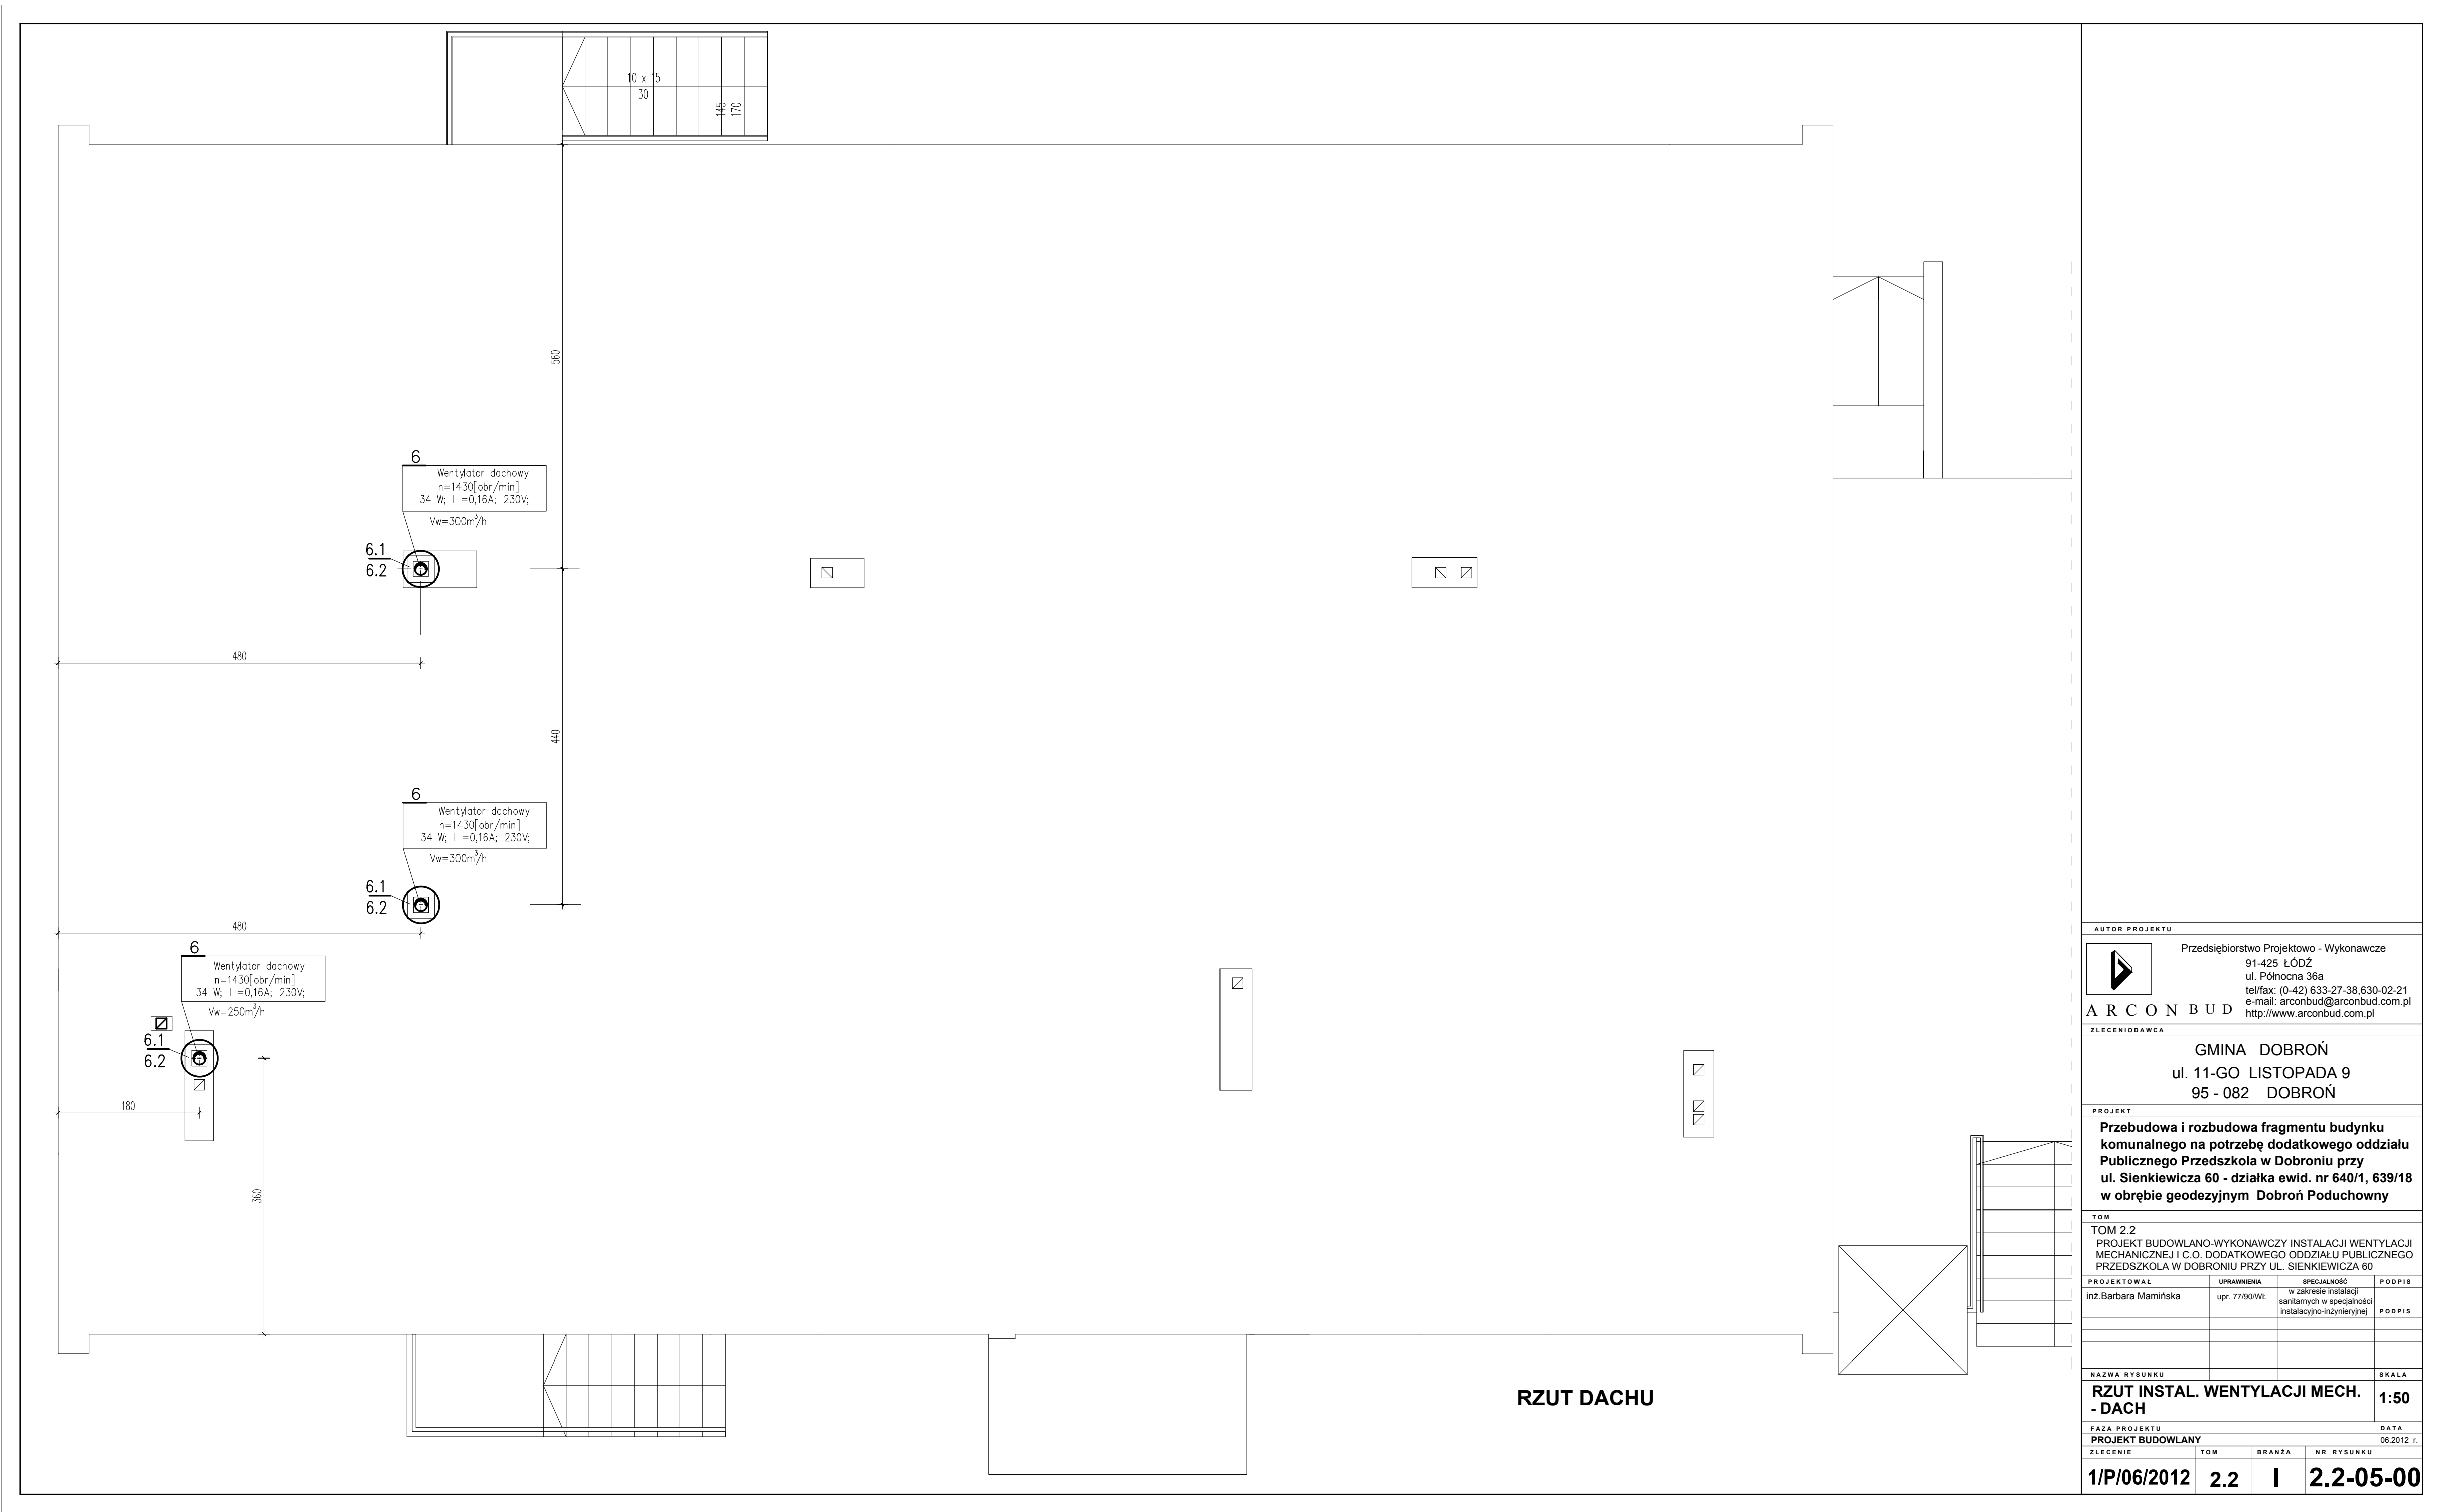 10 x 15
30
145
170
560
6
Wentylator dachowy
n=1430[obr/min]
34 W; I =0,16A; 230V;
Vw=300m³/h
6.1
6.2
480
440
6
Wentylator dachowy
n=1430[obr/min]
34 W; I =0,16A; 230V;
Vw=300m³/h
6.1
6.2
480
6
Wentylator dachowy
n=1430[obr/min]
34 W; I =0,16A; 230V;
Vw=250m³/h
6.1
6.2
180
360
RZUT DACHU
AUTOR PROJEKTU
Przedsiębiorstwo Projektowo - Wykonawcze
91-425 ŁÓDŹ
ul. Północna 36a
tel/fax: (0-42) 633-27-38,630-02-21
e-mail: arconbud@arconbud.com.pl
ARCON BUD http://www.arconbud.com.pl
ZLECENIODAWCA
GMINA DOBROŃ
ul. 11-GO LISTOPADA 9
95 - 082 DOBROŃ
PROJEKT
Przebudowa i rozbudowa fragmentu budynku
komunalnego na potrzebę dodatkowego oddziału
Publicznego Przedszkola w Dobroniu przy
ul. Sienkiewicza 60 - działka ewid. nr 640/1, 639/18
w obrębie geodezyjnym Dobroń Poduchowny
TOM
TOM 2.2
PROJEKT BUDOWLANO-WYKONAWCZY INSTALACJI WENTYLACJI
MECHANICZNEJ I C.O. DODATKOWEGO ODDZIAŁU PUBLICZNEGO
PRZEDSZKOLA W DOBRONIU PRZY UL. SIENKIEWICZA 60
PROJEKTOWAŁ UPRAWNIENIA SPECJALNOŚĆ PODPIS
inż.Barbara Mamińska upr. 77/90/WŁ w zakresie instalacji
sanitarnych w specjalności
instalacyjno-inżynieryjnej PODPIS
NAZWA RYSUNKU SKALA
RZUT INSTAL. WENTYLACJI MECH.
- DACH
1:50
FAZA PROJEKTU DATA
PROJEKT BUDOWLANY 06.2012 r.
ZLECENIE TOM BRANŻA NR RYSUNKU
1/P/06/2012 2.2 I 2.2-05-00